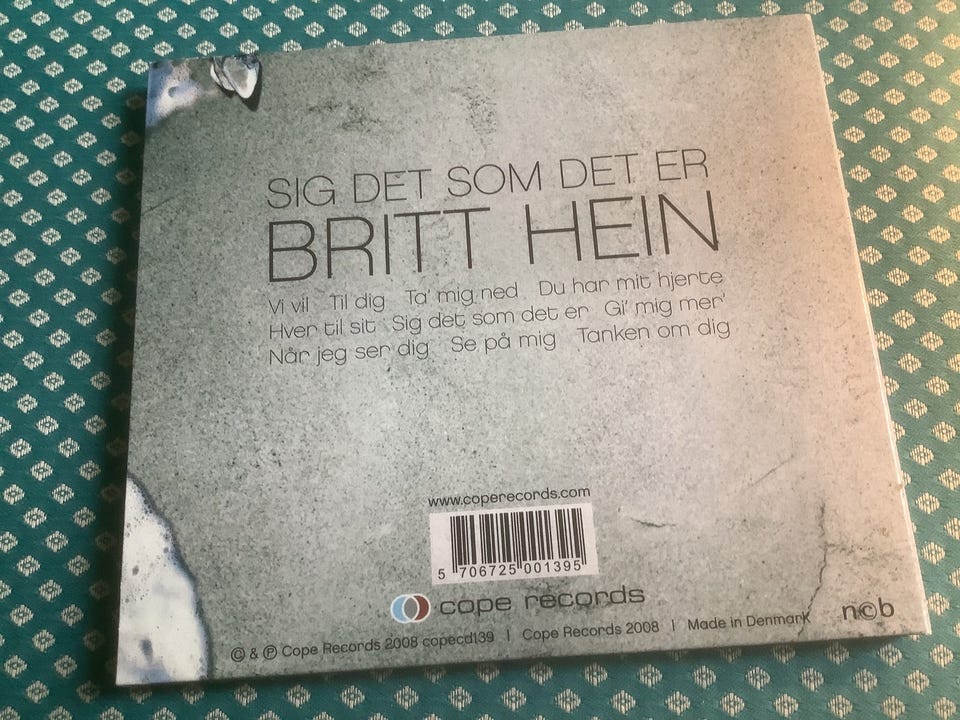 SIG DET SOM DET ER
BRITT HEIN
Vi vil Til dig Ta' mig ned Du har mit hjerte
Hver til sit Sig det som det er Gi' mig mer'
Når jeg ser dig Se på mig Tanken om dig
www.coperecords.com
5 706725 001395
cope records
© & ℗ Cope Records 2008 copecd139 | Cope Records 2008 | Made in Denmark
ncb